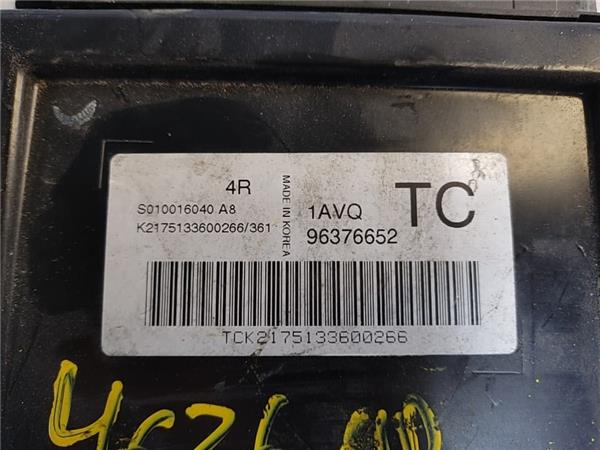 4R
S010016040 A8
K2175133600266/361
MADE IN KOREA
1AVQ
96376652
TC
TCK2175133600266